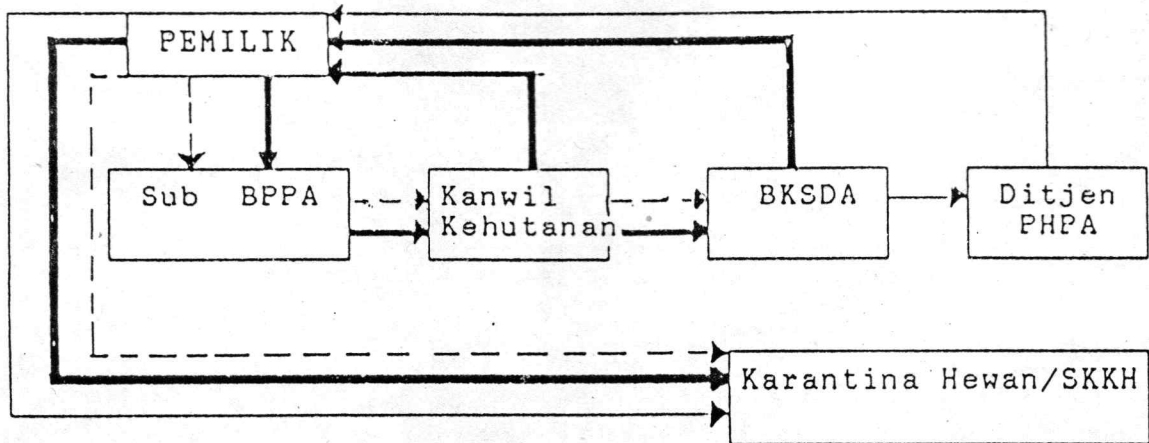 PEMILIK
Sub BPPA
Kanwil
Kehutanan
BKSDA
Ditjen
PHPA
Karantina Hewan/SKKH